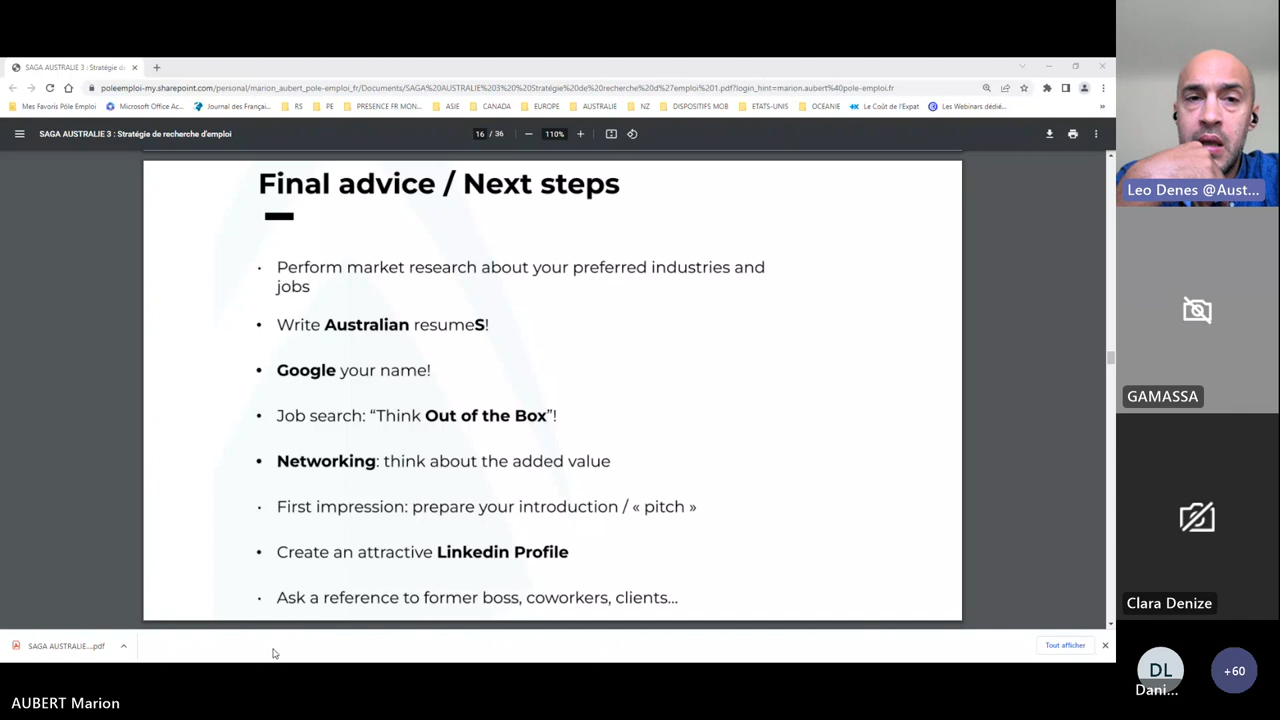 SAGA AUSTRALIE 3 : Stratégie d
poleemploi-my.sharepoint.com/personal/marion_aubert_pole-emploi_fr/Documents/SAGA%20AUSTRALIE%203%20%20Stratégie%20de%20recherche%20d%27emploi%201.pdf?login_hint=marion.aubert%40pole-emploi.fr
Mes Favoris Pôle Emploi
Microsoft Office Ac...
Journal des Françai...
RS
PE
PRESENCE FR MON...
ASIE
CANADA
EUROPE
AUSTRALIE
NZ
DISPOSITIFS MOB
ETATS-UNIS
OCEANIE
Le Coût de l'Expat
Les Webinars dédié...
»
SAGA AUSTRALIE 3 : Stratégie de recherche d'emploi
16 / 36
110%
Final advice / Next steps
· Perform market research about your preferred industries and
jobs
• Write Australian resumeS!
• Google your name!
Job search: “Think Out of the Box”!
• Networking: think about the added value
· First impression: prepare your introduction / « pitch »
• Create an attractive Linkedin Profile
· Ask a reference to former boss, coworkers, clients...
SAGA AUSTRALIE....pdf
Tout afficher
AUBERT Marion
Leo Denes @Aust...
GAMASSA
Clara Denize
DL
Dani...
+60